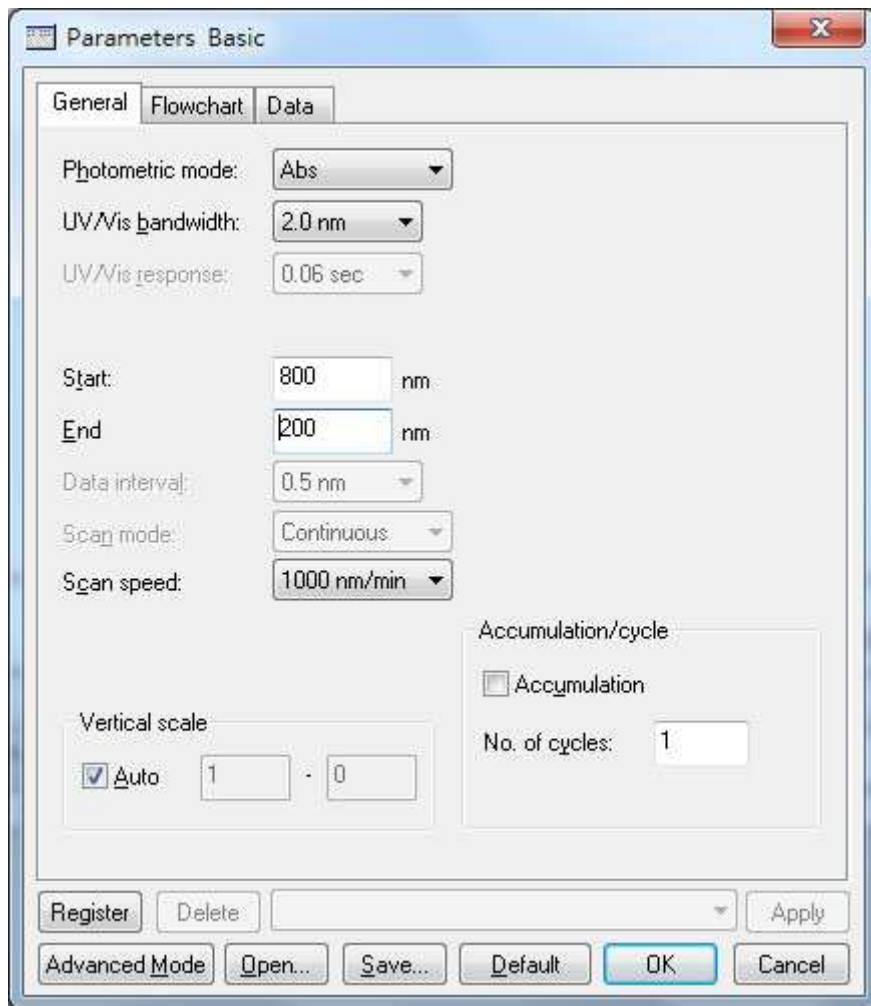 Parameters Basic
General Flowchart Data
Photometric mode: Abs
UV/Vis bandwidth: 2.0 nm
UV/Vis response: 0.06 sec
Start: 800 nm
End 200 nm
Data interval: 0.5 nm
Scan mode: Continuous
Scan speed: 1000 nm/min
Accumulation/cycle
Accumulation
No. of cycles: 1
Vertical scale
Auto 1 - 0
Register Delete Apply
Advanced Mode Open... Save... Default OK Cancel